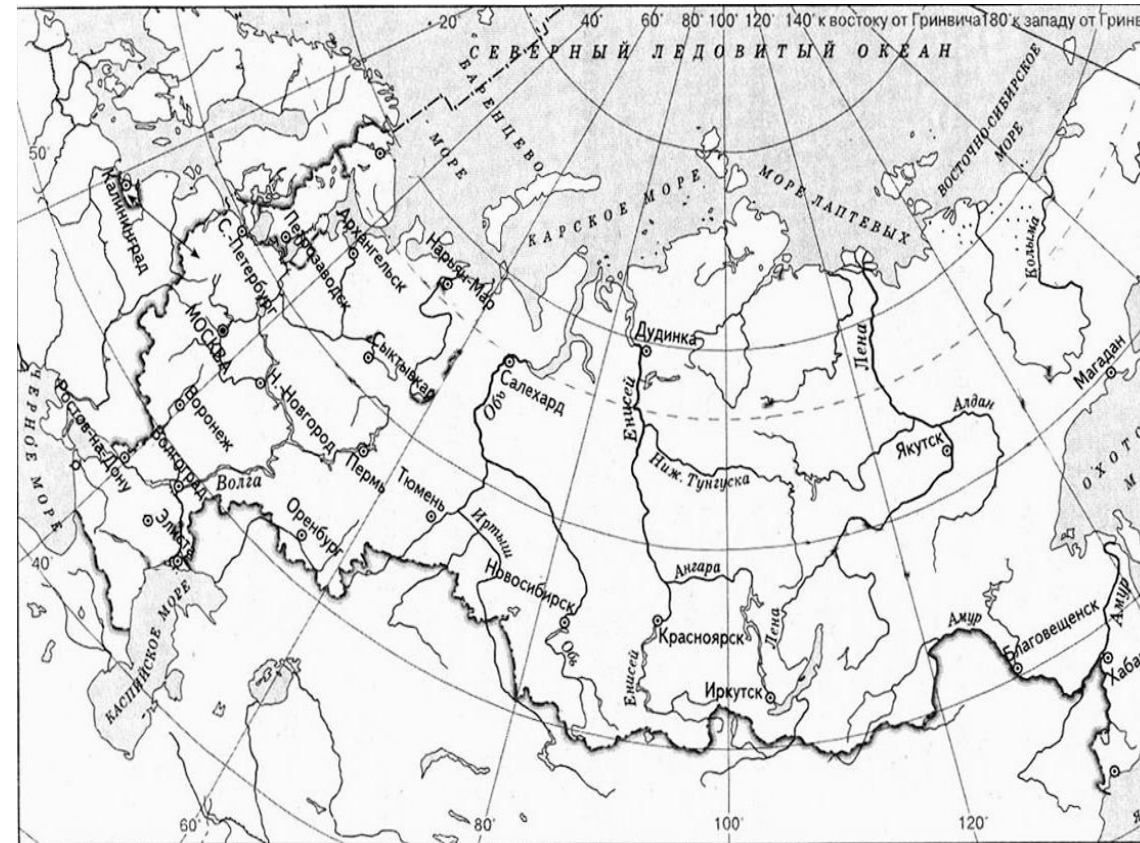 20° 40° 60° 80° 100° 120° 140° к востоку от Гринвича 180° к западу от Гринв
СЕВЕРНЫЙ ЛЕДОВИТЫЙ ОКЕАН
БАРЕНЦЕВО
МОРЕ
КАРСКОЕ МОРЕ
МОРЕ ЛАПТЕВЫХ
ВОСТОЧНО-СИБИРСКОЕ
МОРЕ
50°
Калининград
С.-Петербург
Петрозаводск
Архангельск
Нарьян-Мар
Колыма
МОСКВА
Сыктывкар
Дудинка
Лена
Магадан
Салехард
Обь
Енисей
Алдан
ЧЕРНОЕ МОРЕ
Ростов-на-Дону
Воронеж
Н. Новгород
Волгоград
Волга
Пермь
Тюмень
Ниж. Тунгуска
Якутск
ОХОТО
М
Элиста
Оренбург
Иртыш
40°
Новосибирск
Ангара
КАСПИЙСКОЕ МОРЕ
Обь
Красноярск
Енисей
Лена
Иркутск
Амур
Благовещенск
Амур
Хаба
60°
80°
100°
120°
Я